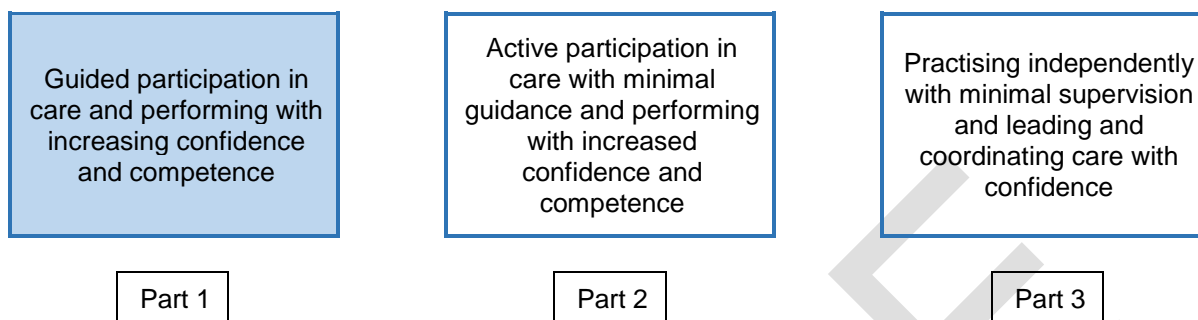 Guided participation in
care and performing with
increasing confidence
and competence
Active participation in
care with minimal
guidance and performing
with increased
confidence and
competence
Practising independently
with minimal supervision
and leading and
coordinating care with
confidence
Part 1
Part 2
Part 3